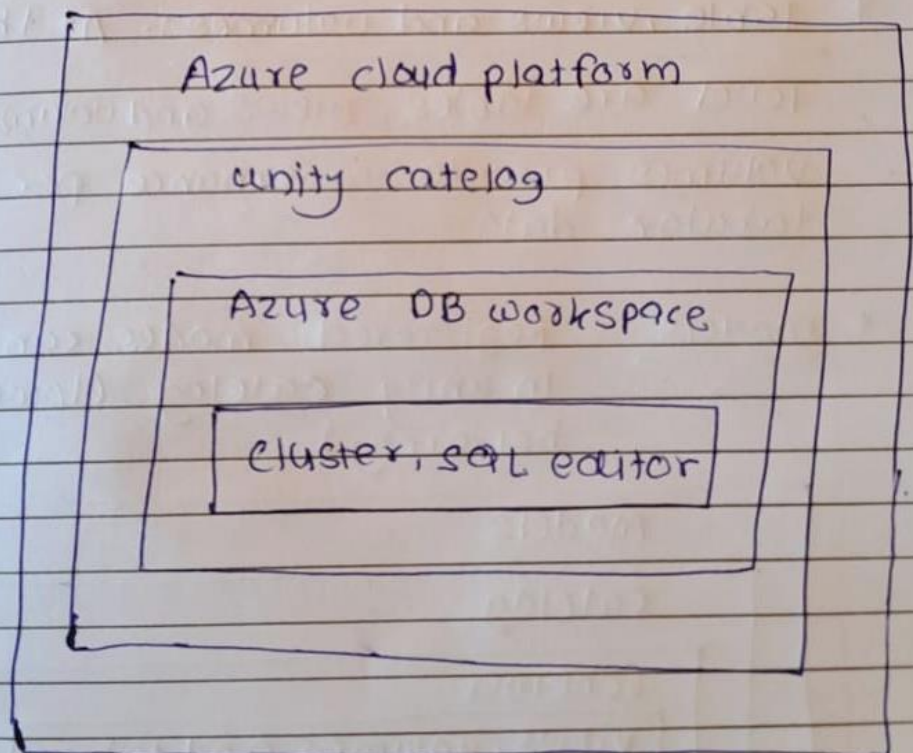 Azure cloud platform
unity catelog
Azure DB workspace
cluster, SQL editor